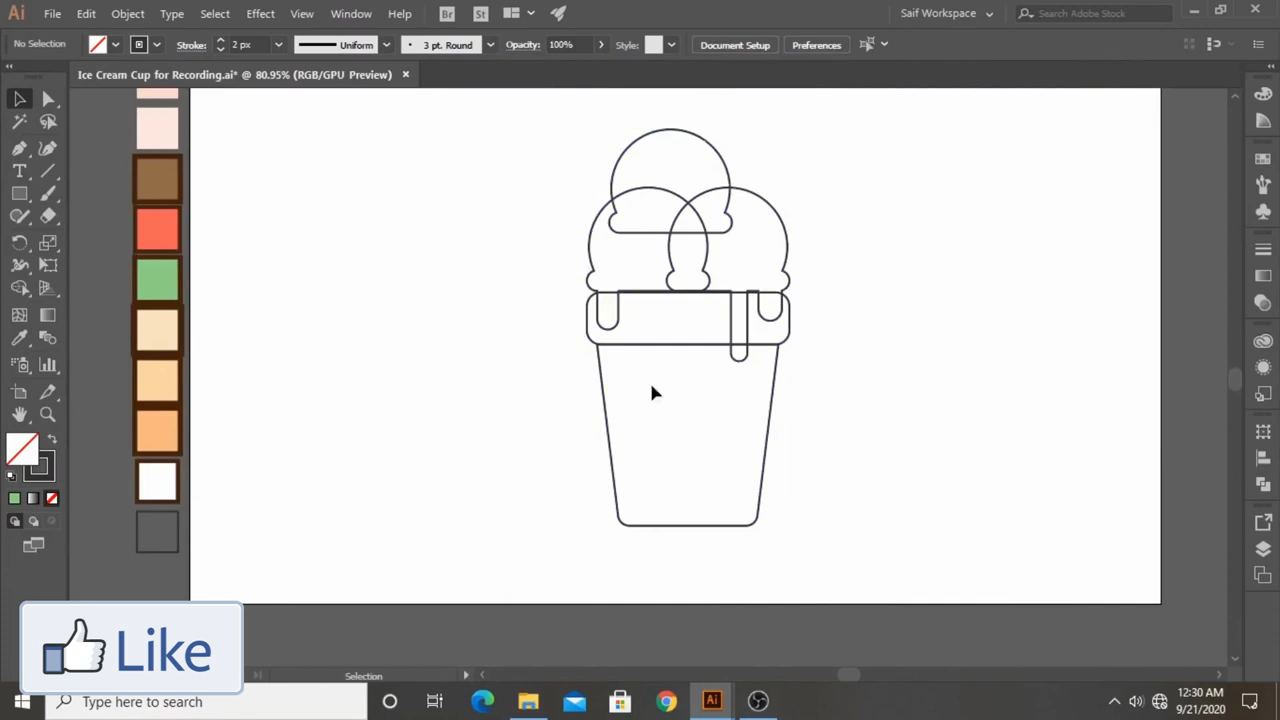 Ai File Edit Object Type Select Effect View Window Help Br St Saif Workspace Search Adobe Stock
No Selection Stroke: 2 px Uniform 3 pt. Round Opacity: 100% Style: Document Setup Preferences
Ice Cream Cup for Recording.ai* @ 80.95% (RGB/GPU Preview) ×
T
Like
Selection
Type here to search Ai 12:30 AM
9/21/2020